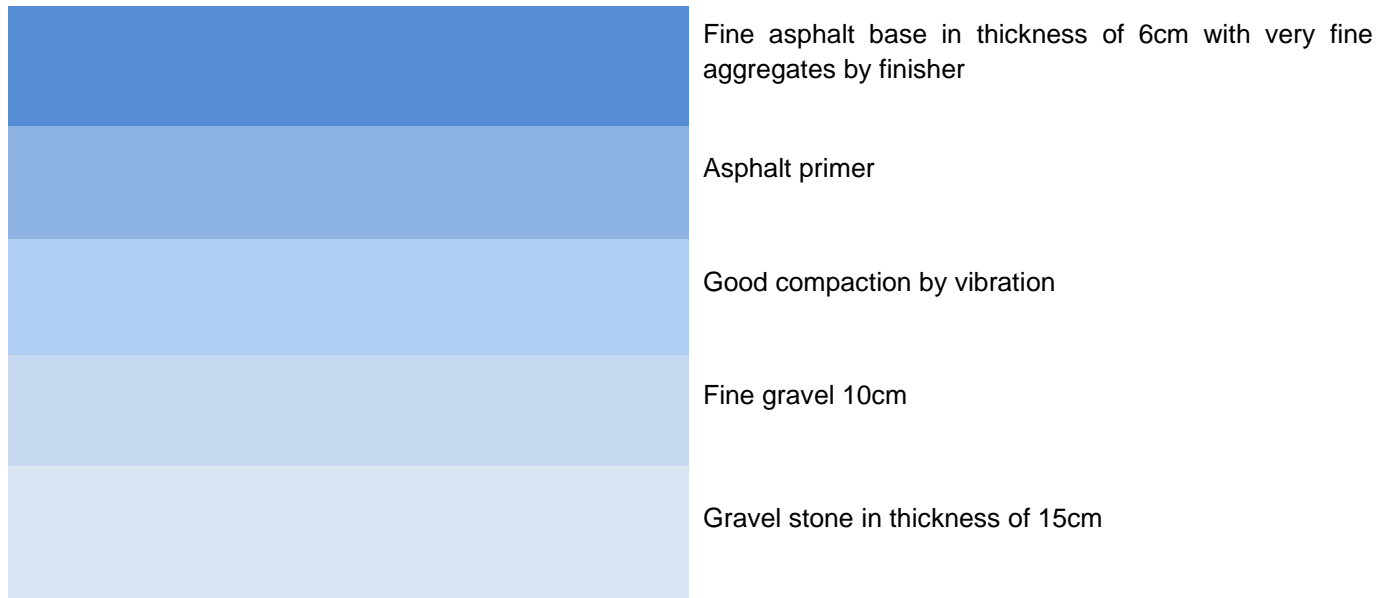 Fine asphalt base in thickness of 6cm with very fine
aggregates by finisher
Asphalt primer
Good compaction by vibration
Fine gravel 10cm
Gravel stone in thickness of 15cm